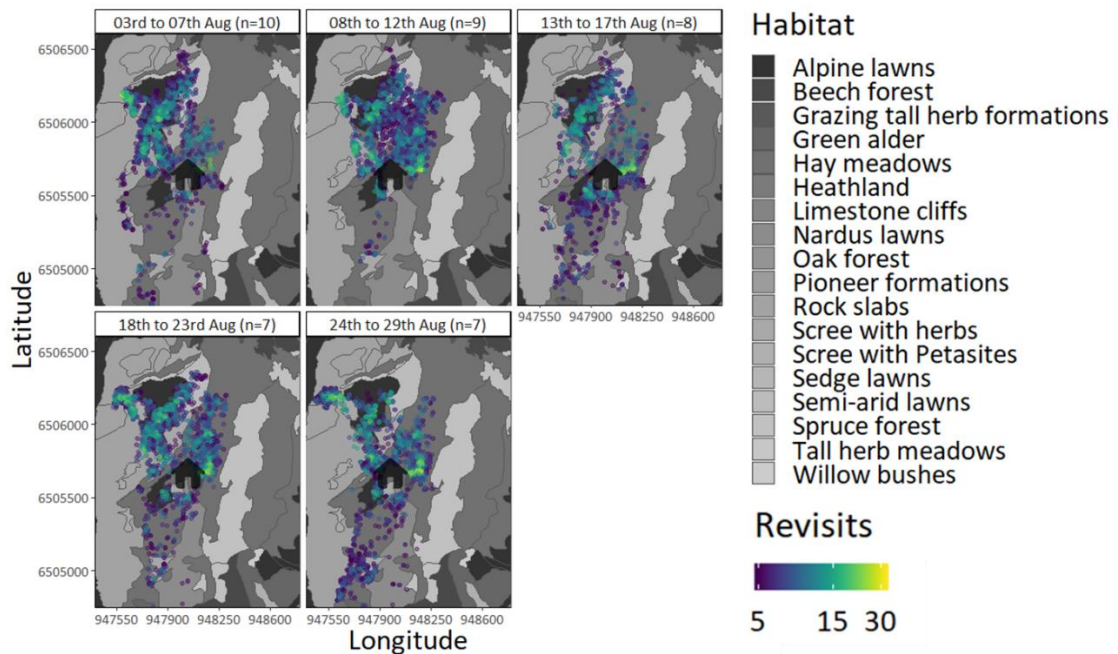 03rd to 07th Aug (n=10)
08th to 12th Aug (n=9)
13th to 17th Aug (n=8)
6506500
6506000
6505500
6505000
947550 947900 948250 948600
18th to 23rd Aug (n=7)
24th to 29th Aug (n=7)
6506500
6506000
6505500
6505000
947550 947900 948250 948600
947550 947900 948250 948600
Latitude
Longitude
Habitat
Alpine lawns
Beech forest
Grazing tall herb formations
Green alder
Hay meadows
Heathland
Limestone cliffs
Nardus lawns
Oak forest
Pioneer formations
Rock slabs
Scree with herbs
Scree with Petasites
Sedge lawns
Semi-arid lawns
Spruce forest
Tall herb meadows
Willow bushes
Revisits
5 15 30